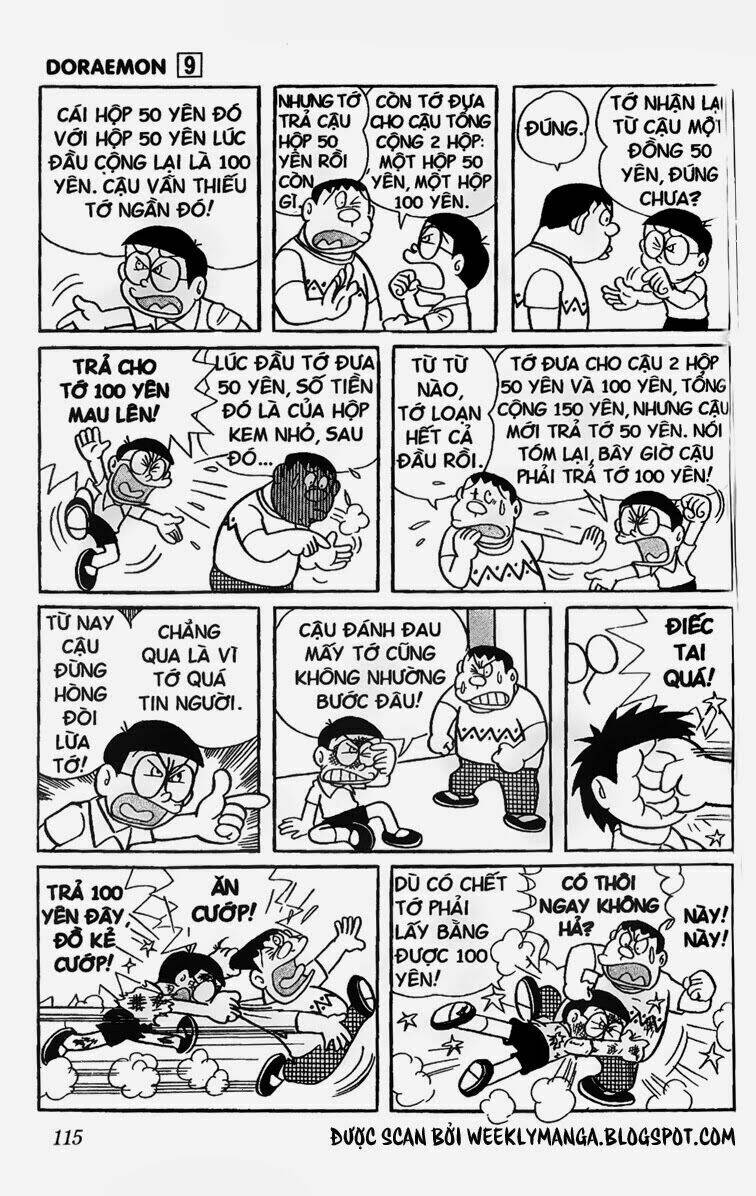 DORAEMON 9
TỚ NHẬN LẠI
TỪ CẬU MỘT
ĐỒNG 50
YÊN, ĐÚNG
CHƯA?
ĐÚNG.
CÒN TỚ ĐƯA
CHO CẬU TỔNG
CỘNG 2 HỘP:
MỘT HỘP 50
YÊN, MỘT HỘP
100 YÊN.
NHƯNG TỚ
TRẢ CẬU
HỘP 50
YÊN RỒI
CÒN
GÌ.
CÁI HỘP 50 YÊN ĐÓ
VỚI HỘP 50 YÊN LÚC
ĐẦU CỘNG LẠI LÀ 100
YÊN. CẬU VẪN THIẾU
TỚ NGẦN ĐÓ!
TỚ ĐƯA CHO CẬU 2 HỘP
50 YÊN VÀ 100 YÊN, TỔNG
CỘNG 150 YÊN, NHƯNG CẬU
MỚI TRẢ TỚ 50 YÊN. NÓI
TÓM LẠI, BÂY GIỜ CẬU
PHẢI TRẢ TỚ 100 YÊN!
TỪ TỪ
NÀO,
TỚ LOẠN
HẾT CẢ
ĐẦU RỒI.
LÚC ĐẦU TỚ ĐƯA
50 YÊN, SỐ TIỀN
ĐÓ LÀ CỦA HỘP
KEM NHỎ, SAU
ĐÓ...
TRẢ CHO
TỚ 100 YÊN
MAU LÊN!
ĐIẾC
TAI
QUÁ!
CẬU ĐÁNH ĐAU
MẤY TỚ CŨNG
KHÔNG NHƯỜNG
BƯỚC ĐÂU!
CHẲNG
QUA LÀ VÌ
TỚ QUÁ
TIN NGƯỜI.
TỪ NAY
CẬU
ĐỪNG
HÒNG
ĐÒI
LỪA
TỚ!
NÀY!
NÀY!
CÓ THÔI
NGAY KHÔNG
HẢ?
DÙ CÓ CHẾT
TỚ PHẢI
LẤY BẰNG
ĐƯỢC 100
YÊN!
ĂN
CƯỚP!
TRẢ 100
YÊN ĐÂY,
ĐỒ KẺ
CƯỚP!
115
ĐƯỢC SCAN BỞI WEEKLYMANGA.BLOGSPOT.COM